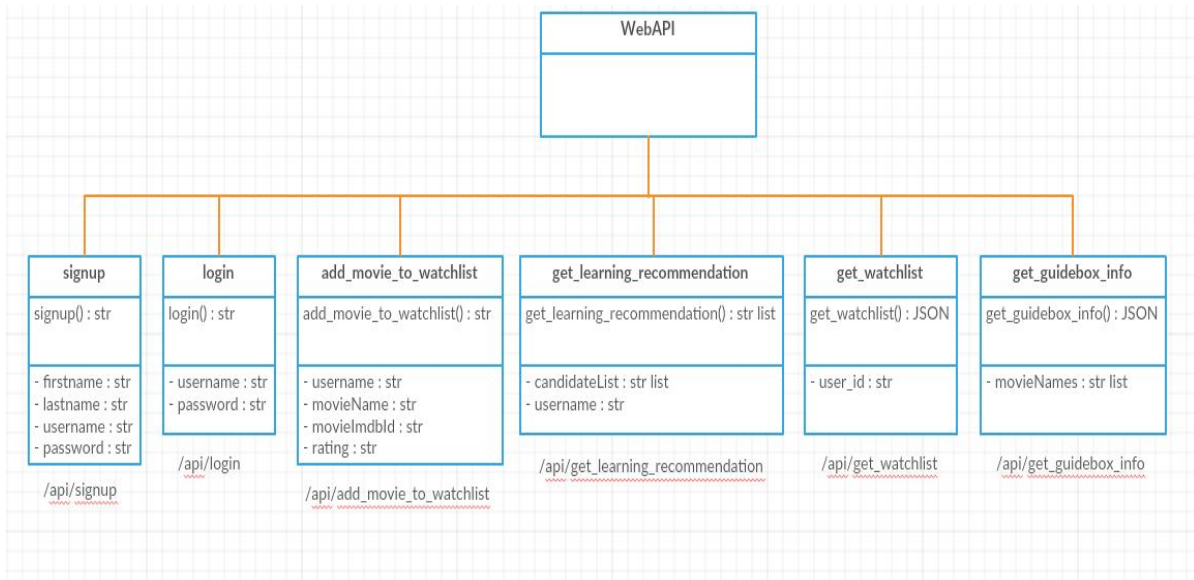 WebAPI
signup
signup() : str
- firstname : str
- lastname : str
- username : str
- password : str
/api/signup
login
login() : str
- username : str
- password : str
/api/login
add_movie_to_watchlist
add_movie_to_watchlist() : str
- username : str
- movieName : str
- movieImdbId : str
- rating : str
/api/add_movie_to_watchlist
get_learning_recommendation
get_learning_recommendation() : str list
- candidateList : str list
- username : str
/api/get_learning_recommendation
get_watchlist
get_watchlist() : JSON
- user_id : str
/api/get_watchlist
get_guidebox_info
get_guidebox_info() : JSON
- movieNames : str list
/api/get_guidebox_info